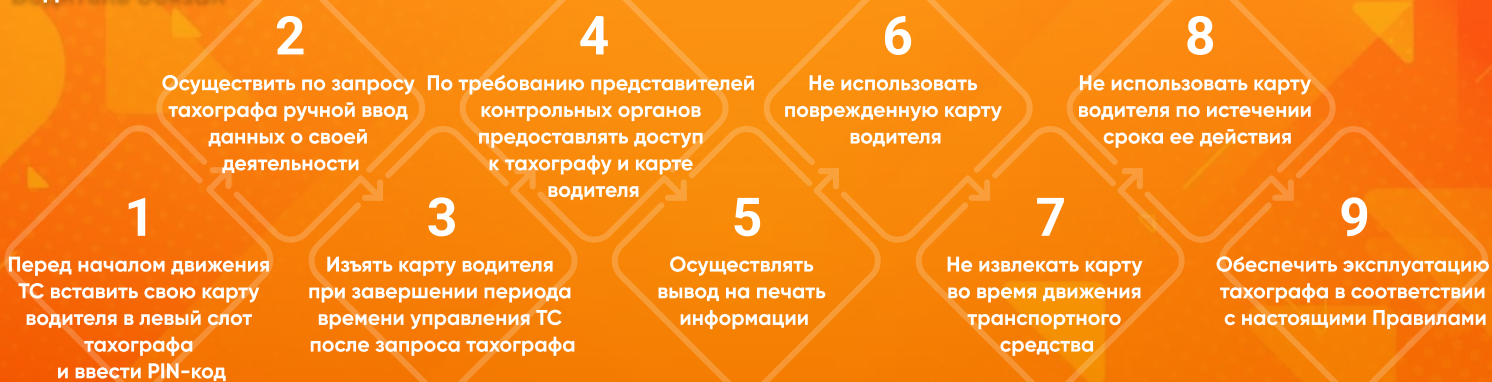 1
Перед началом движения
ТС вставить свою карту
водителя в левый слот
тахографа
и ввести PIN-код
2
Осуществить по запросу
тахографа ручной ввод
данных о своей
деятельности
3
Изъять карту водителя
при завершении периода
времени управления ТС
после запроса тахографа
4
По требованию представителей
контрольных органов
предоставлять доступ
к тахографу и карте
водителя
5
Осуществлять
вывод на печать
информации
6
Не использовать
поврежденную карту
водителя
7
Не извлекать карту
во время движения
транспортного
средства
8
Не использовать карту
водителя по истечении
срока ее действия
9
Обеспечить эксплуатацию
тахографа в соответствии
с настоящими Правилами